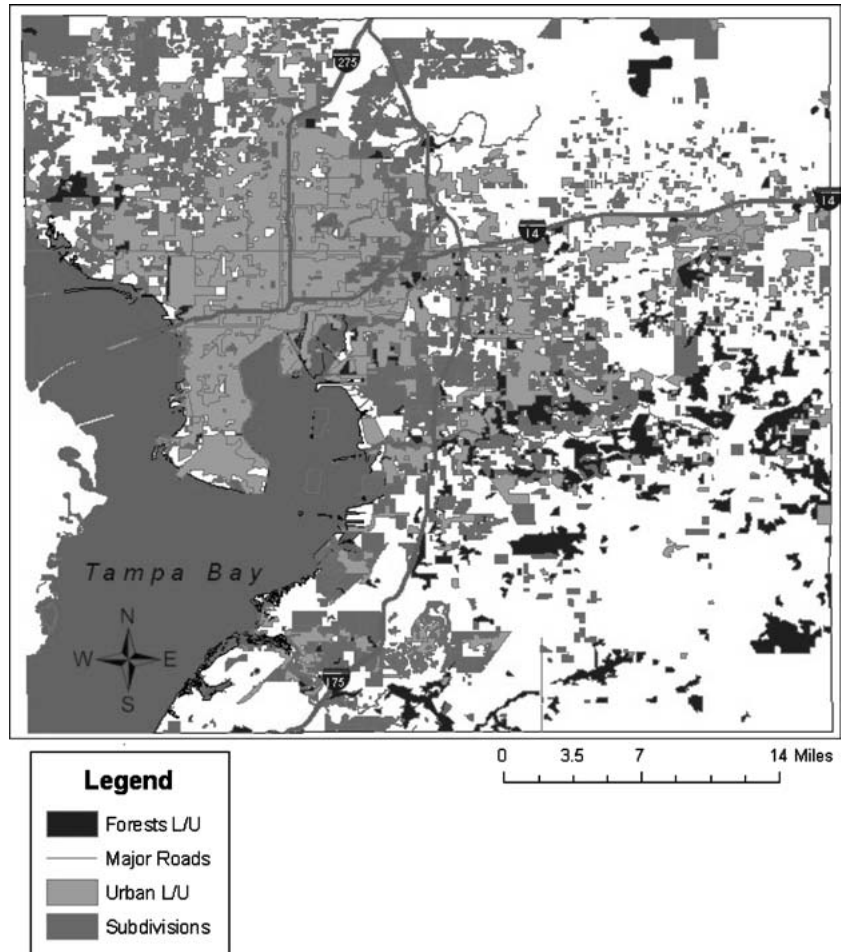 275
14
14
Tampa Bay
N
W E
S
175
0 3.5 7 14 Miles
Legend
Forests L/U
Major Roads
Urban L/U
Subdivisions